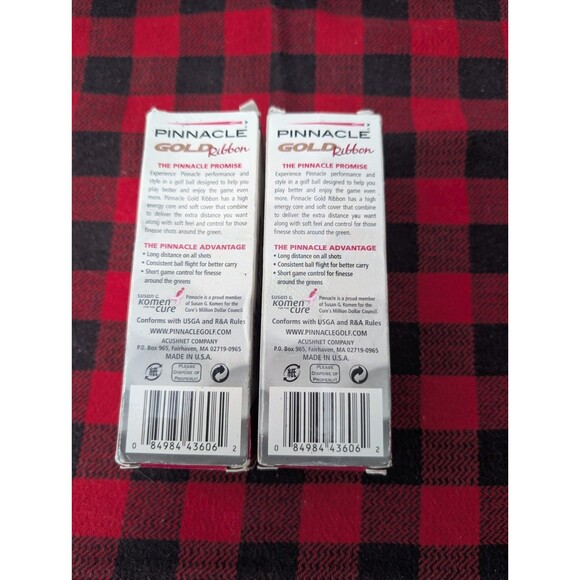 PINNACLE
GOLD Ribbon
THE PINNACLE PROMISE
Experience Pinnacle performance and
style in a golf ball designed to help you
play better and enjoy the game even
more. Pinnacle Gold Ribbon has a high
energy core and soft cover that combine
to deliver the extra distance you want
along with soft feel and control for those
finesse shots around the green.
THE PINNACLE ADVANTAGE
• Long distance on all shots
• Consistent ball flight for better carry
• Short game control for finesse
around the greens
SUSAN G.
Komen
FOR THE
cure
Pinnacle is a proud member
of Susan G. Komen for the
Cure's Million Dollar Council.
Conforms with USGA and R&A Rules
WWW.PINNACLEGOLF.COM
ACUSHNET COMPANY
P.O. Box 965, Fairhaven, MA 02719-0965
MADE IN U.S.A.
紙
PLEASE
DISPOSE OF
PROPERLY
0 84984 43606 2
PINNACLE
GOLD Ribbon
THE PINNACLE PROMISE
Experience Pinnacle performance and
style in a golf ball designed to help you
play better and enjoy the game even
more. Pinnacle Gold Ribbon has a high
energy core and soft cover that combine
to deliver the extra distance you want
along with soft feel and control for those
finesse shots around the green.
THE PINNACLE ADVANTAGE
• Long distance on all shots
• Consistent ball flight for better carry
• Short game control for finesse
around the greens
SUSAN G.
Komen
FOR THE
cure
Pinnacle is a proud member
of Susan G. Komen for the
Cure's Million Dollar Council.
Conforms with USGA and R&A Rules
WWW.PINNACLEGOLF.COM
ACUSHNET COMPANY
P.O. Box 965, Fairhaven, MA 02719-0965
MADE IN U.S.A.
紙
PLEASE
DISPOSE OF
PROPERLY
0 84984 43606 2